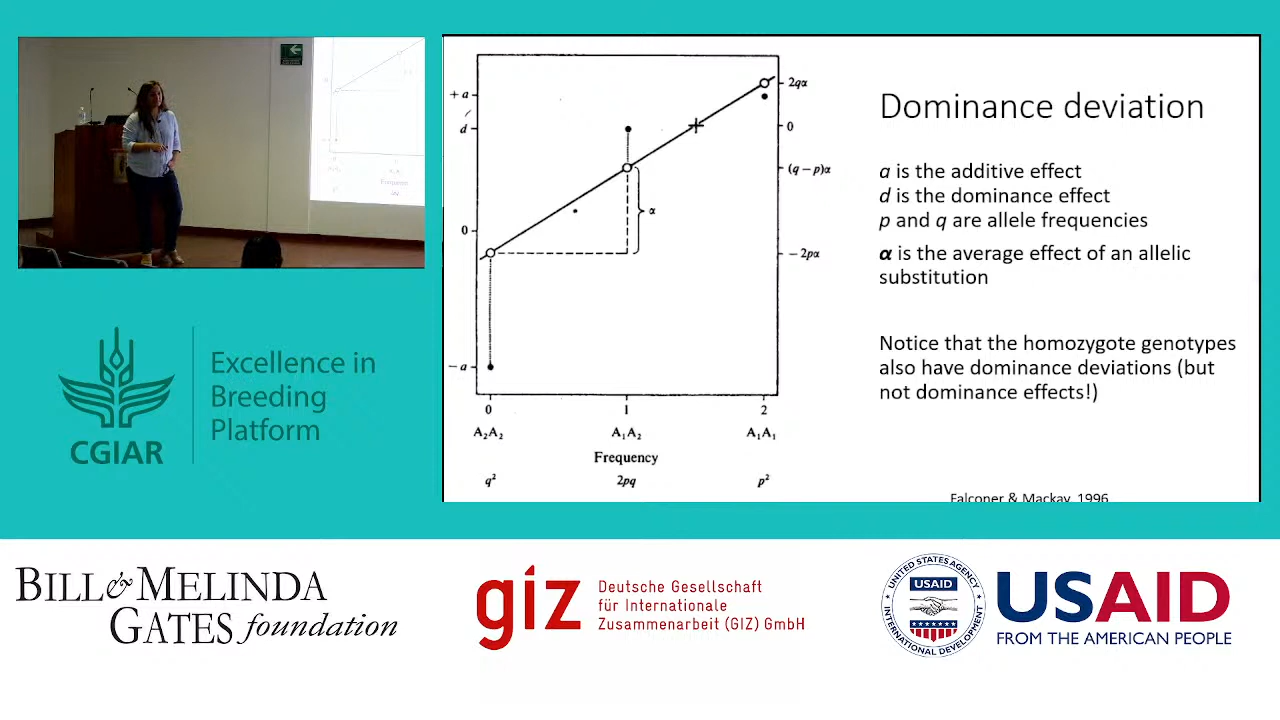 Dominance deviation
a is the additive effect
d is the dominance effect
p and q are allele frequencies
α is the average effect of an allelic
substitution
Notice that the homozygote genotypes
also have dominance deviations (but
not dominance effects!)
Falconer & Mackay, 1996
+a
d
0
−a
2qα
0
(q−p)α
−2pα
α
0 1 2
A₂A₂ A₁A₂ A₁A₁
Frequency
q² 2pq p²
CGIAR
Excellence in
Breeding
Platform
BILL & MELINDA
GATES foundation
giz
Deutsche Gesellschaft
für Internationale
Zusammenarbeit (GIZ) GmbH
UNITED STATES AGENCY
USAID
INTERNATIONAL DEVELOPMENT
USAID
FROM THE AMERICAN PEOPLE